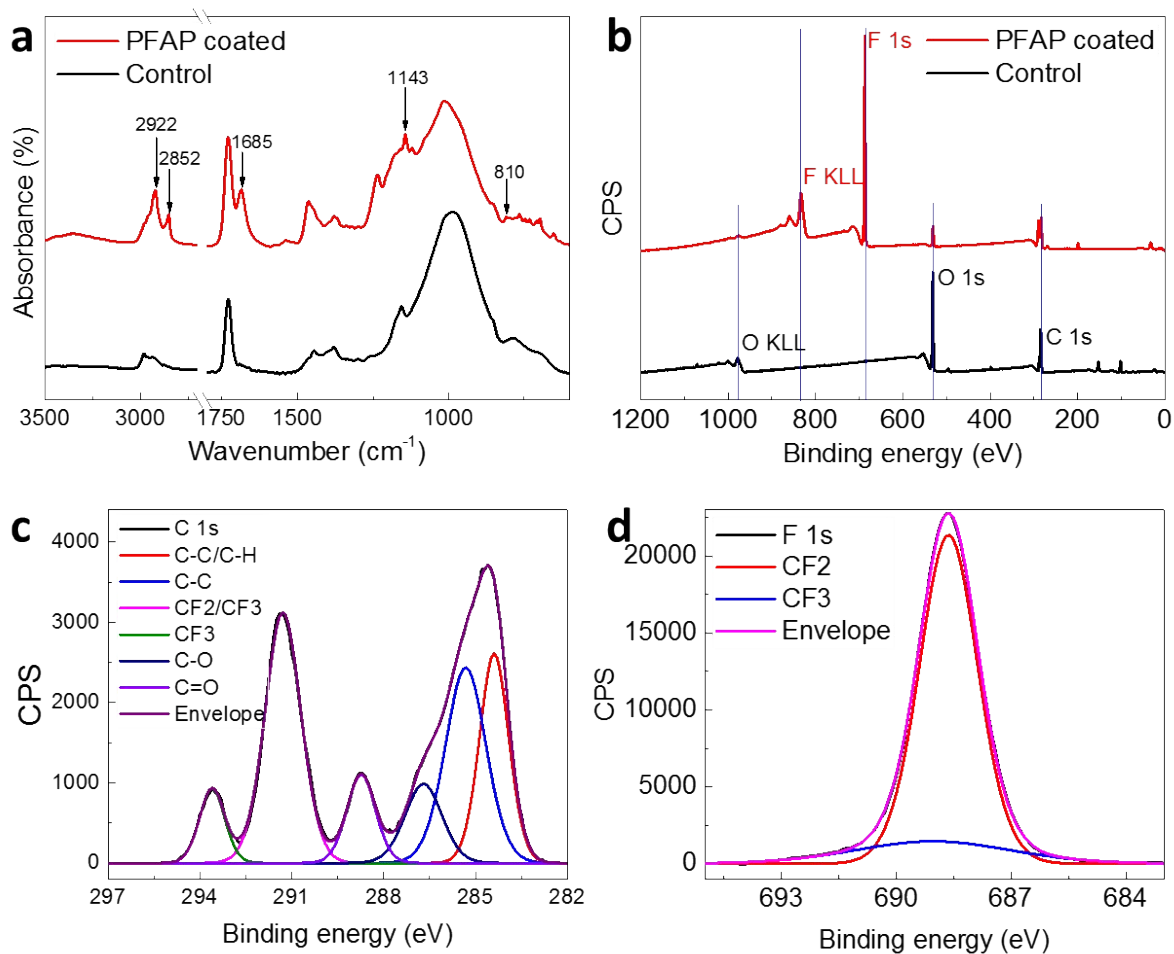 a
PFAP coated
Control
2922
2852
1685
1143
810
Absorbance (%)
3500
3000
1750
1500
1000
Wavenumber (cm⁻¹)
b
PFAP coated
Control
F 1s
F KLL
O 1s
O KLL
C 1s
CPS
1200
1000
800
600
400
200
0
Binding energy (eV)
c
C 1s
C-C/C-H
C-C
CF2/CF3
CF3
C-O
C=O
Envelope
CPS
4000
3000
2000
1000
0
297
294
291
288
285
282
Binding energy (eV)
d
F 1s
CF2
CF3
Envelope
CPS
20000
15000
10000
5000
0
693
690
687
684
Binding energy (eV)